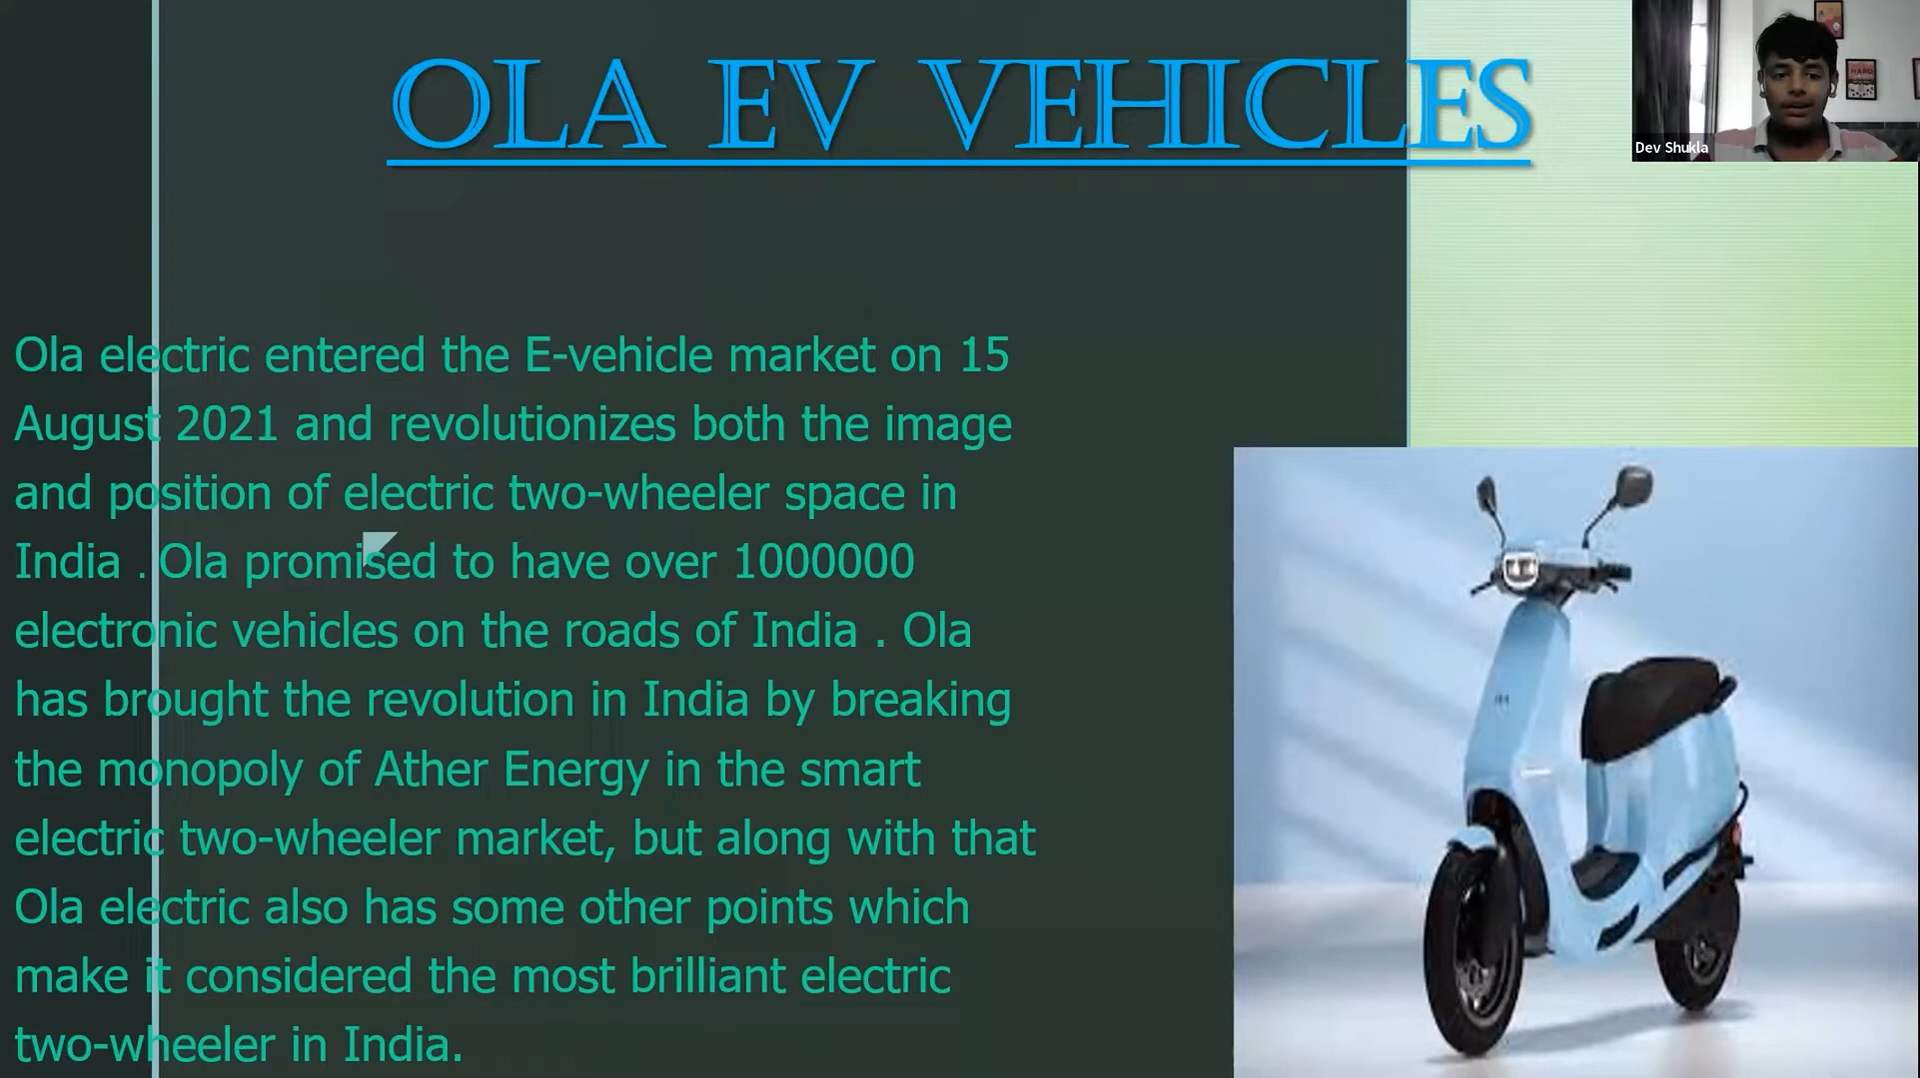 OLA EV VEHICLES
Dev Shukla
HARD
Ola electric entered the E-vehicle market on 15
August 2021 and revolutionizes both the image
and position of electric two-wheeler space in
India . Ola promised to have over 1000000
electronic vehicles on the roads of India . Ola
has brought the revolution in India by breaking
the monopoly of Ather Energy in the smart
electric two-wheeler market, but along with that
Ola electric also has some other points which
make it considered the most brilliant electric
two-wheeler in India.